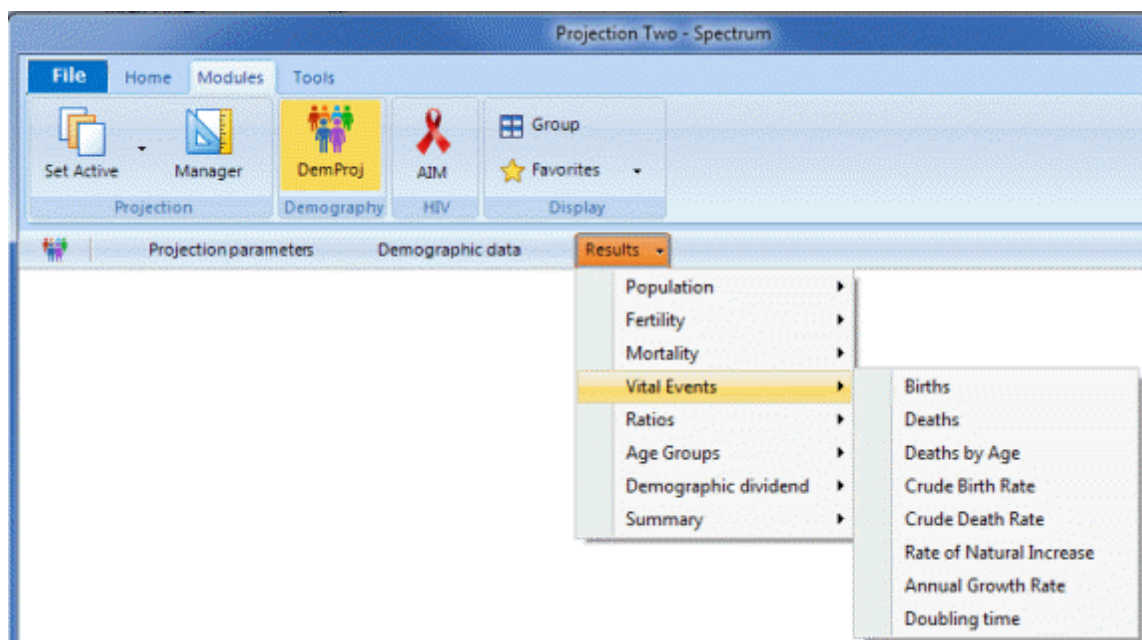 Projection Two - Spectrum
File Home Modules Tools
Set Active Manager DemProj AIM Group Favorites
Projection Demography HIV Display
Projection parameters Demographic data Results
Population
Fertility
Mortality
Vital Events
Ratios
Age Groups
Demographic dividend
Summary
Births
Deaths
Deaths by Age
Crude Birth Rate
Crude Death Rate
Rate of Natural Increase
Annual Growth Rate
Doubling time